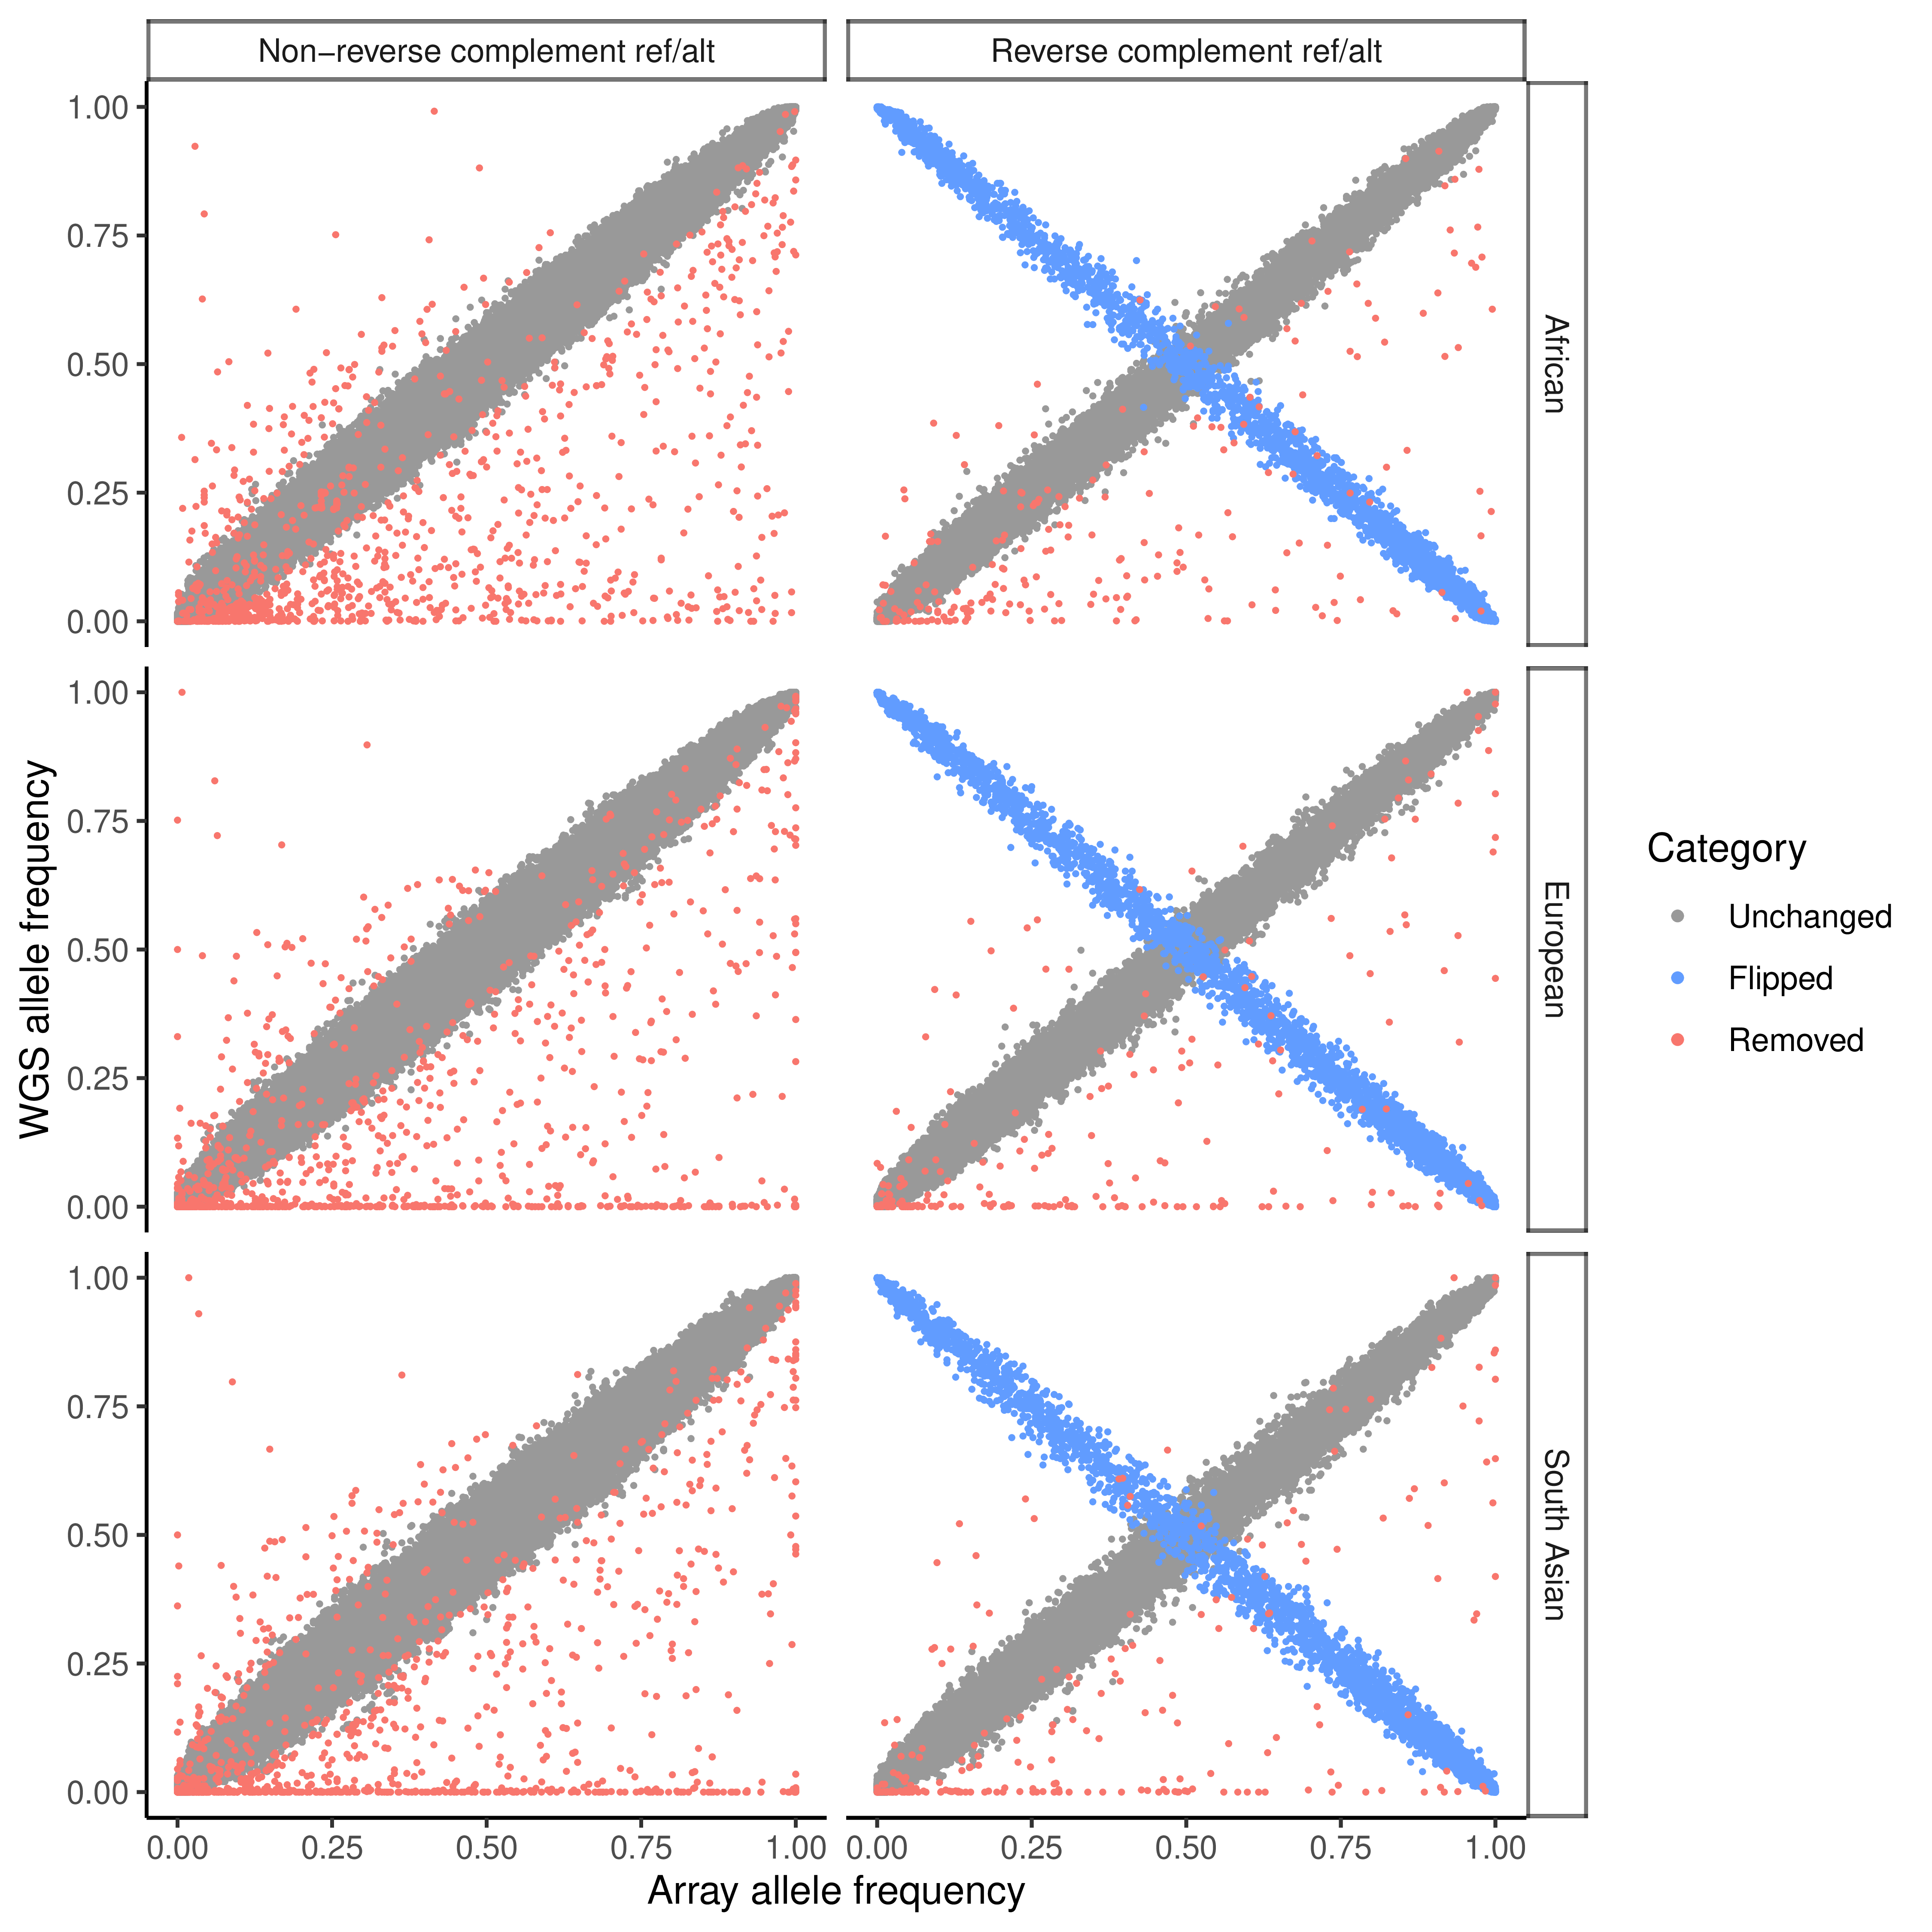 Non−reverse complement ref/alt
Reverse complement ref/alt
1.00
0.75
0.50
0.25
0.00
African
1.00
0.75
0.50
0.25
0.00
European
1.00
0.75
0.50
0.25
0.00
South Asian
WGS allele frequency
0.00 0.25 0.50 0.75 1.00
0.00 0.25 0.50 0.75 1.00
Array allele frequency
Category
Unchanged
Flipped
Removed